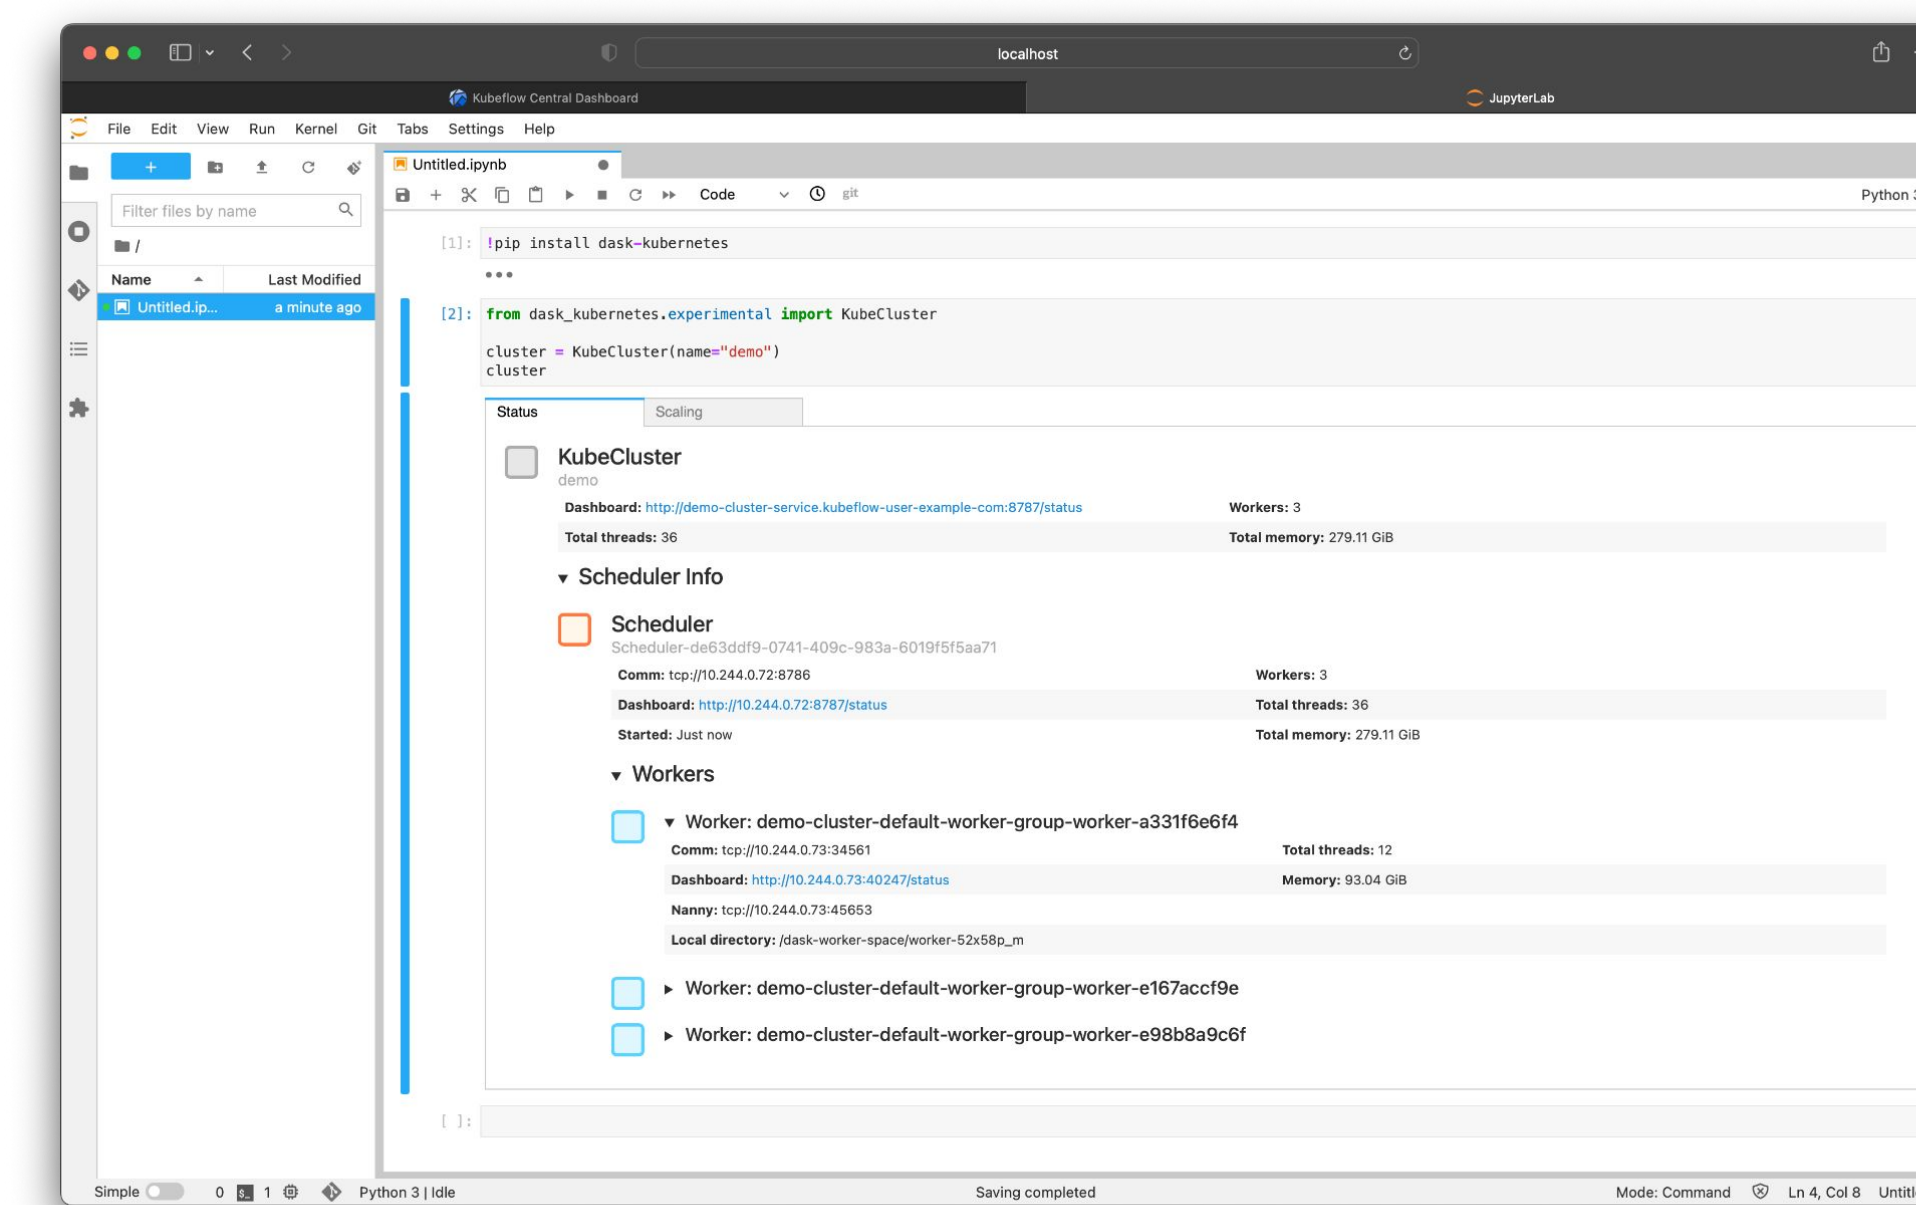 localhost
Kubeflow Central Dashboard
JupyterLab
File Edit View Run Kernel Git Tabs Settings Help
Untitled.ipynb
Filter files by name
Code
git
Python 3
/
Name Last Modified
Untitled.ip... a minute ago
[1]: !pip install dask-kubernetes
[2]: from dask_kubernetes.experimental import KubeCluster
cluster = KubeCluster(name="demo")
cluster
Status Scaling
KubeCluster
demo
Dashboard: http://demo-cluster-service.kubeflow-user-example-com:8787/status Workers: 3
Total threads: 36 Total memory: 279.11 GiB
Scheduler Info
Scheduler
Scheduler-de63ddf9-0741-409c-983a-6019f5f5aa71
Comm: tcp://10.244.0.72:8786 Workers: 3
Dashboard: http://10.244.0.72:8787/status Total threads: 36
Started: Just now Total memory: 279.11 GiB
Workers
Worker: demo-cluster-default-worker-group-worker-a331f6e6f4
Comm: tcp://10.244.0.73:34561 Total threads: 12
Dashboard: http://10.244.0.73:40247/status Memory: 93.04 GiB
Nanny: tcp://10.244.0.73:45653
Local directory: /dask-worker-space/worker-52x58p_m
Worker: demo-cluster-default-worker-group-worker-e167accf9e
Worker: demo-cluster-default-worker-group-worker-e98b8a9c6f
[ ]:
Simple 0 $_ 1 Python 3 | Idle Saving completed Mode: Command Ln 4, Col 8 Untitl